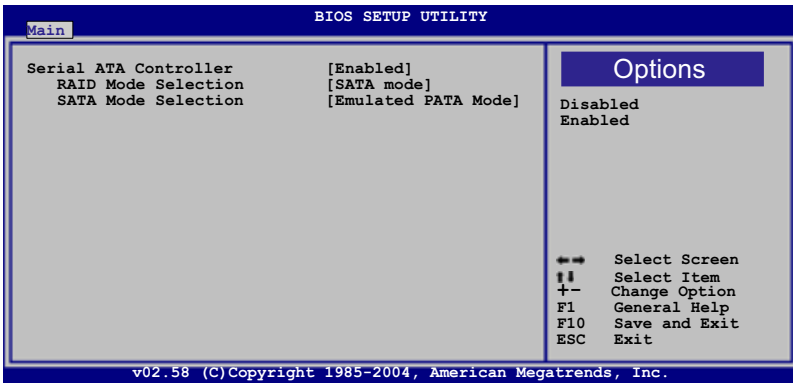 BIOS SETUP UTILITY
Main
Serial ATA Controller [Enabled]
RAID Mode Selection [SATA mode]
SATA Mode Selection [Emulated PATA Mode]
Options
Disabled
Enabled
←→ Select Screen
↑↓ Select Item
+- Change Option
F1 General Help
F10 Save and Exit
ESC Exit
v02.58 (C)Copyright 1985-2004, American Megatrends, Inc.